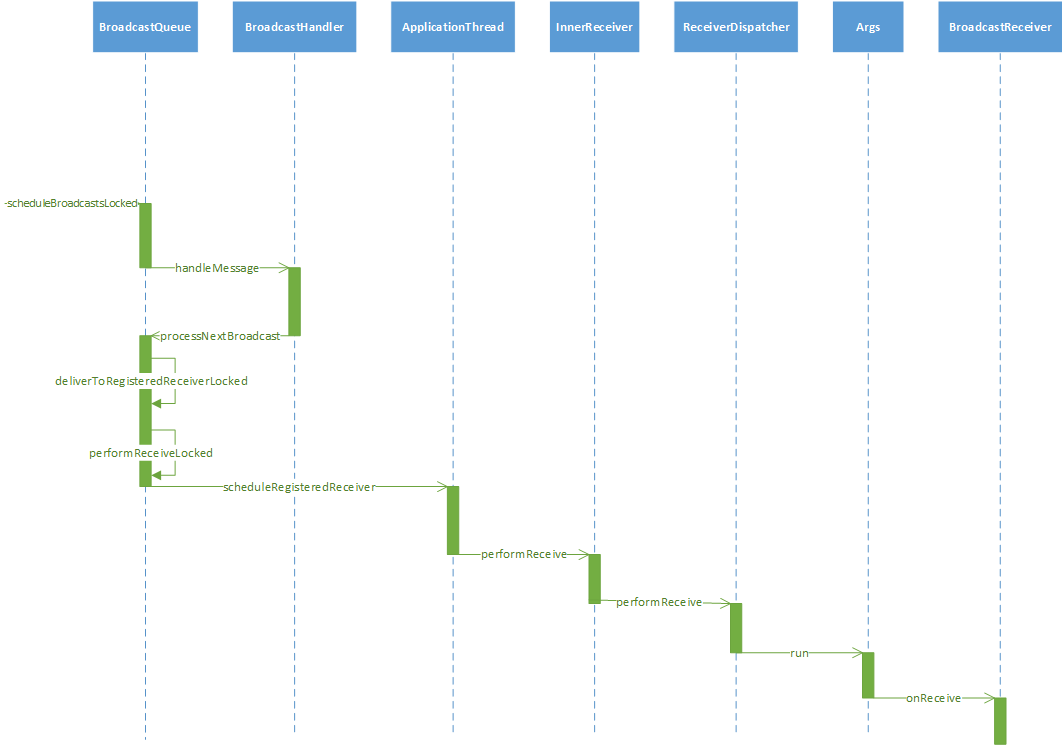 BroadcastQueue
BroadcastHandler
ApplicationThread
InnerReceiver
ReceiverDispatcher
Args
BroadcastReceiver
-scheduleBroadcastsLocked
handleMessage
processNextBroadcast
deliverToRegisteredReceiverLocked
performReceiveLocked
scheduleRegisteredReceiver
performReceive
performReceive
run
onReceive